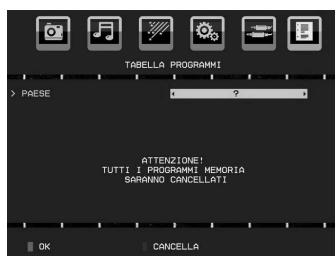 TABELLA PROGRAMMI
> PAESE ?
ATTENZIONE!
TUTTI I PROGRAMMI MEMORIA
SARANNO CANCELLATI
OK CANCELLA